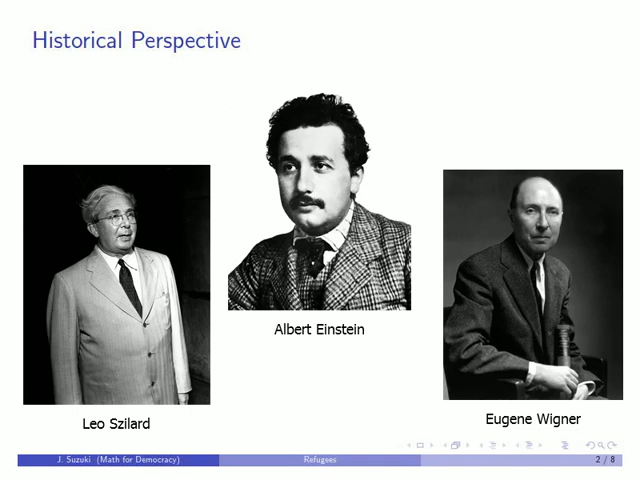 Historical Perspective
Albert Einstein
Leo Szilard
Eugene Wigner
J. Suzuki (Math for Democracy)
Refugees
2 / 8